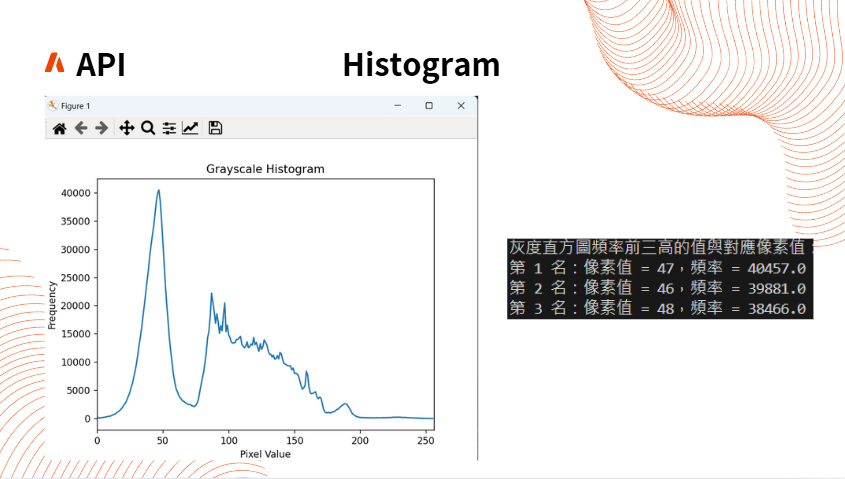 API
Histogram
Figure 1
Grayscale Histogram
40000
35000
30000
25000
20000
15000
10000
5000
0
Frequency
0 50 100 150 200 250
Pixel Value
灰度直方圖頻率前三高的值與對應像素值:
第 1 名:像素值 = 47,頻率 = 40457.0
第 2 名:像素值 = 46,頻率 = 39881.0
第 3 名:像素值 = 48,頻率 = 38466.0